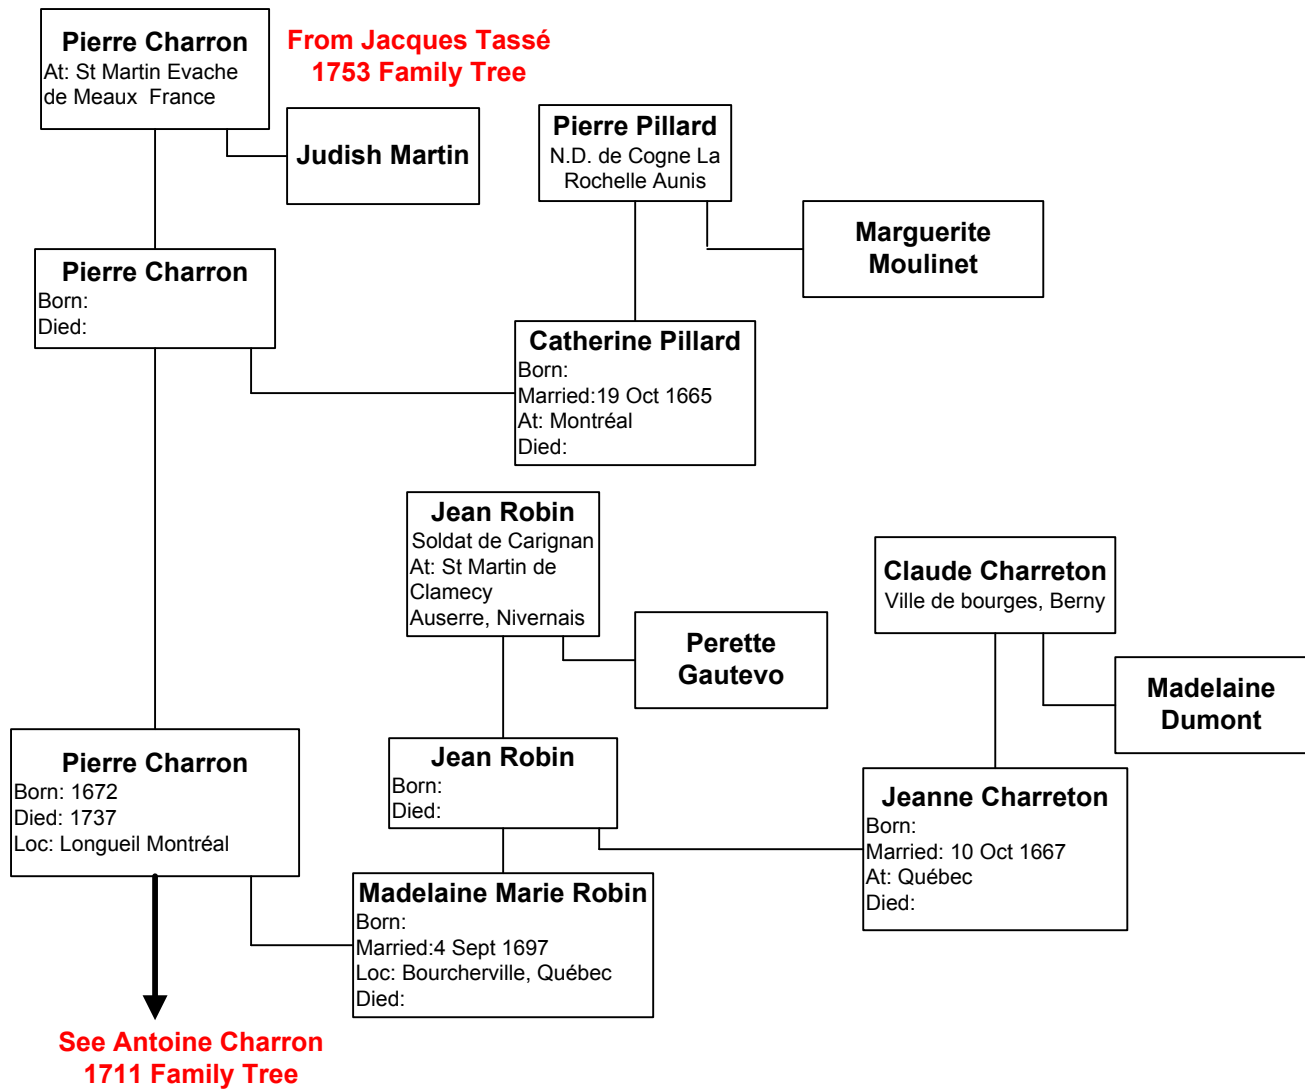 Pierre Charron
At: St Martin Evache
de Meaux  France
From Jacques Tassé
1753 Family Tree
Judish Martin
Pierre Pillard
N.D. de Cogne La
Rochelle Aunis
Marguerite
Moulinet
Pierre Charron
Born:
Died:
Catherine Pillard
Born:
Married:19 Oct 1665
At: Montréal
Died:
Jean Robin
Soldat de Carignan
At: St Martin de
Clamecy
Auserre, Nivernais
Perette
Gautevo
Claude Charreton
Ville de bourges, Berny
Madelaine
Dumont
Pierre Charron
Born: 1672
Died: 1737
Loc: Longueil Montréal
Jean Robin
Born:
Died:
Jeanne Charreton
Born:
Married: 10 Oct 1667
At: Québec
Died:
Madelaine Marie Robin
Born:
Married:4 Sept 1697
Loc: Bourcherville, Québec
Died:
See Antoine Charron
1711 Family Tree